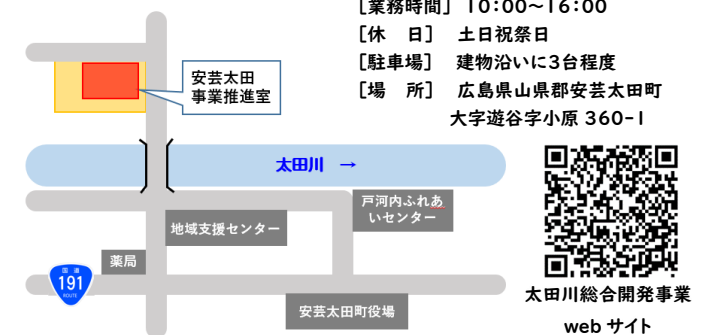 ［業務時間］ 10:00～16:00
［休　日］ 土日祝祭日
［駐車場］ 建物沿いに3台程度
［場　所］ 広島県山県郡安芸太田町
大字遊谷字小原 360-1
安芸太田
事業推進室
太田川 →
戸河内ふれあ
いセンター
地域支援センター
薬局
国道
191
ROUTE
安芸太田町役場
太田川総合開発事業
web サイト